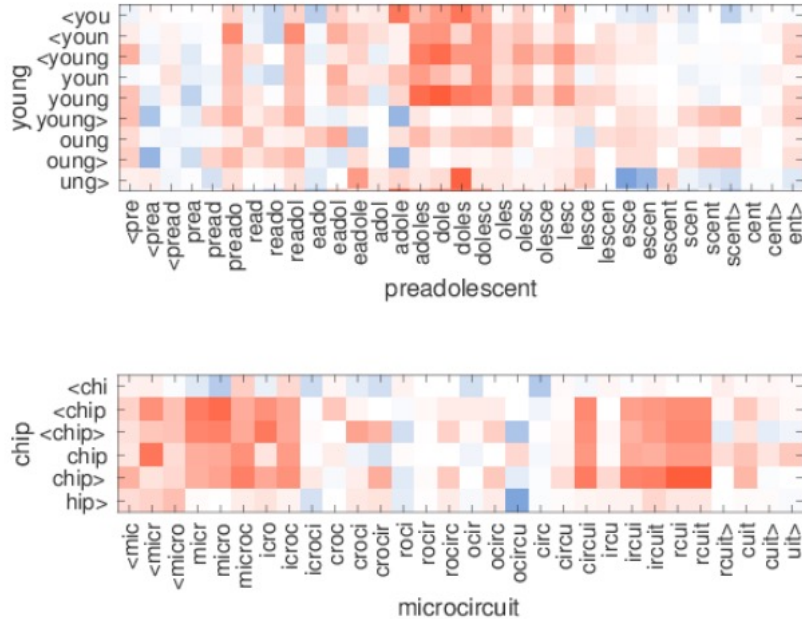 <you
<youn
<young
youn
young
young>
oung
oung>
ung>
young
<pre
<prea
<pread
prea
pread
preado
read
reado
readol
eado
eadol
eadole
adol
adole
adoles
dole
doles
dolesc
oles
olesc
olesce
lesc
lesce
lescen
esce
escen
escent
scen
scent
scent>
cent
cent>
ent>
preadolescent
<chi
<chip
<chip>
chip
chip>
hip>
chip
<mic
<micr
<micro
micr
micro
microc
icro
icroc
icroci
croc
croci
crocir
roci
rocir
rocirc
ocir
ocirc
ocircu
circ
circu
circui
ircu
ircui
ircuit
rcui
rcuit
rcuit>
cuit
cuit>
uit>
microcircuit